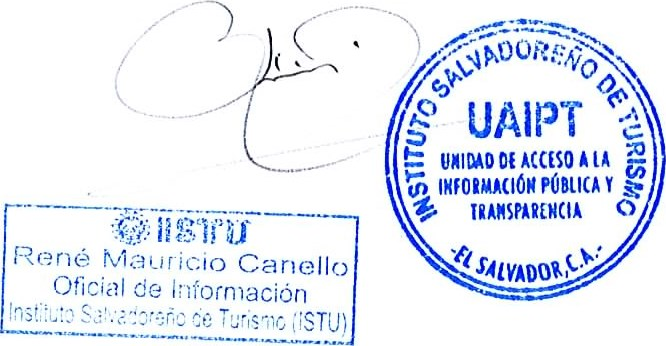 INSTITUTO SALVADOREÑO DE TURISMO
UAIPT
UNIDAD DE ACCESO A LA
INFORMACIÓN PÚBLICA Y
TRANSPARENCIA
-EL SALVADOR, C.A.-
ISTU
René Mauricio Canello
Oficial de Información
Instituto Salvadoreño de Turismo (ISTU)